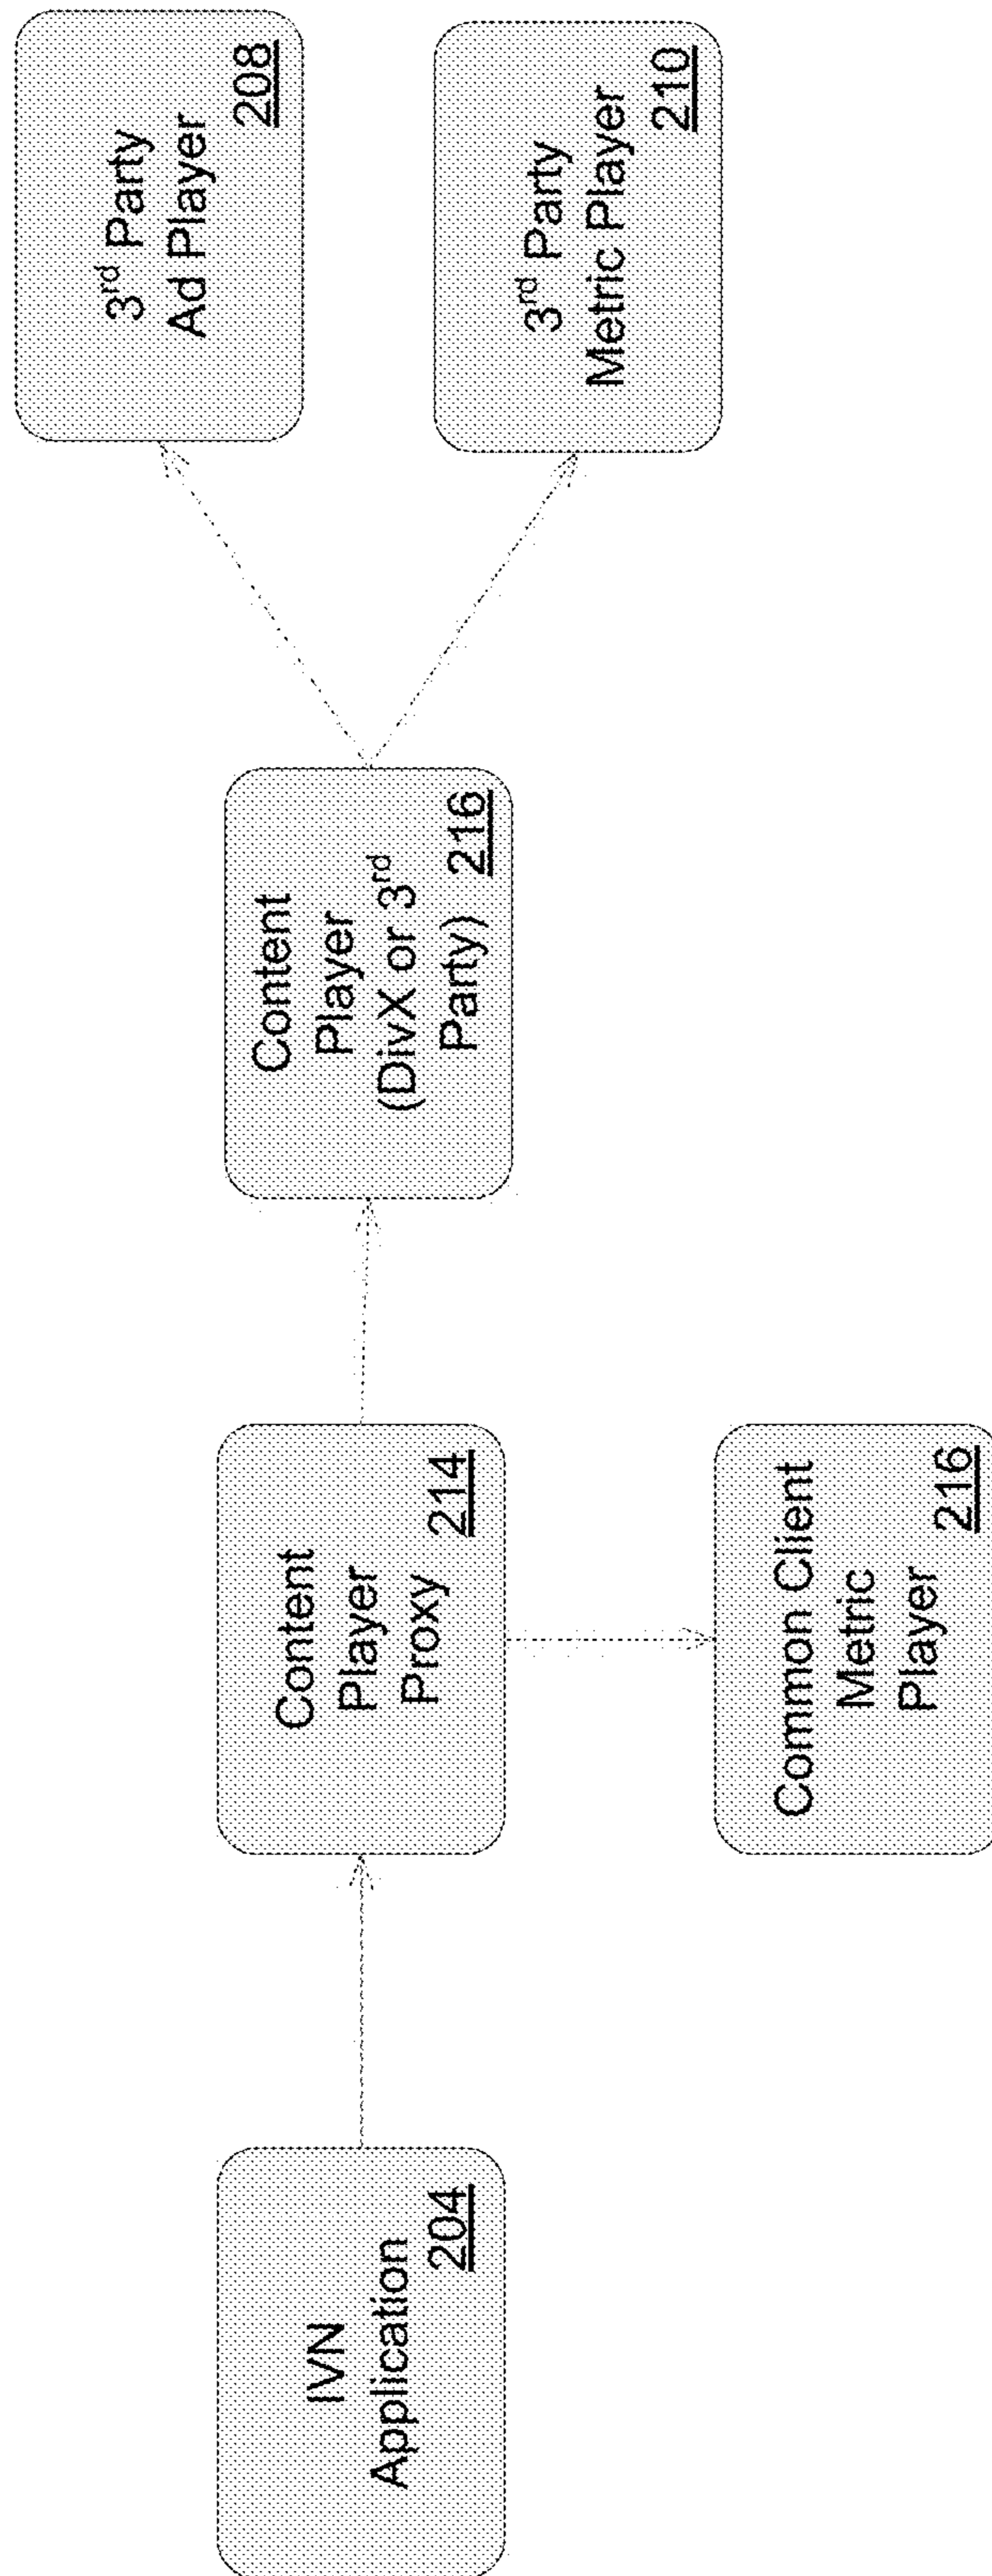 IVN
Application
204
Content
Player
Proxy
214
Common Client
Metric
Player
216
Content
Player
(DivX or 3rd
Party) 216
3rd Party
Ad Player
208
3rd Party
Metric Player
210